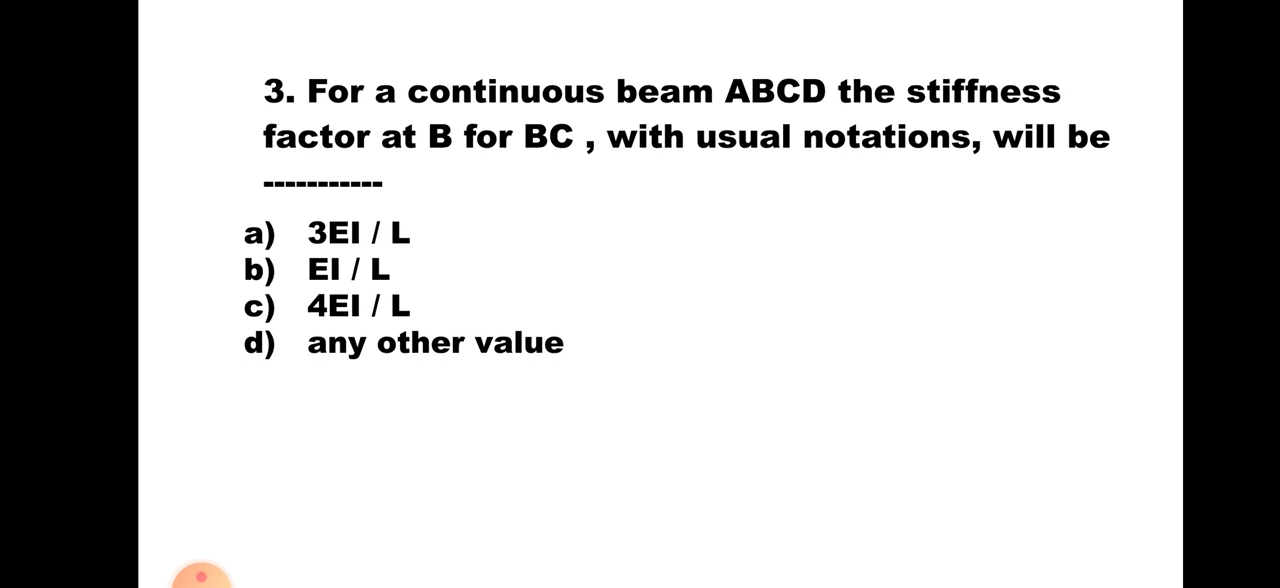 3. For a continuous beam ABCD the stiffness
factor at B for BC , with usual notations, will be
-----------
a) 3EI / L
b) EI / L
c) 4EI / L
d) any other value